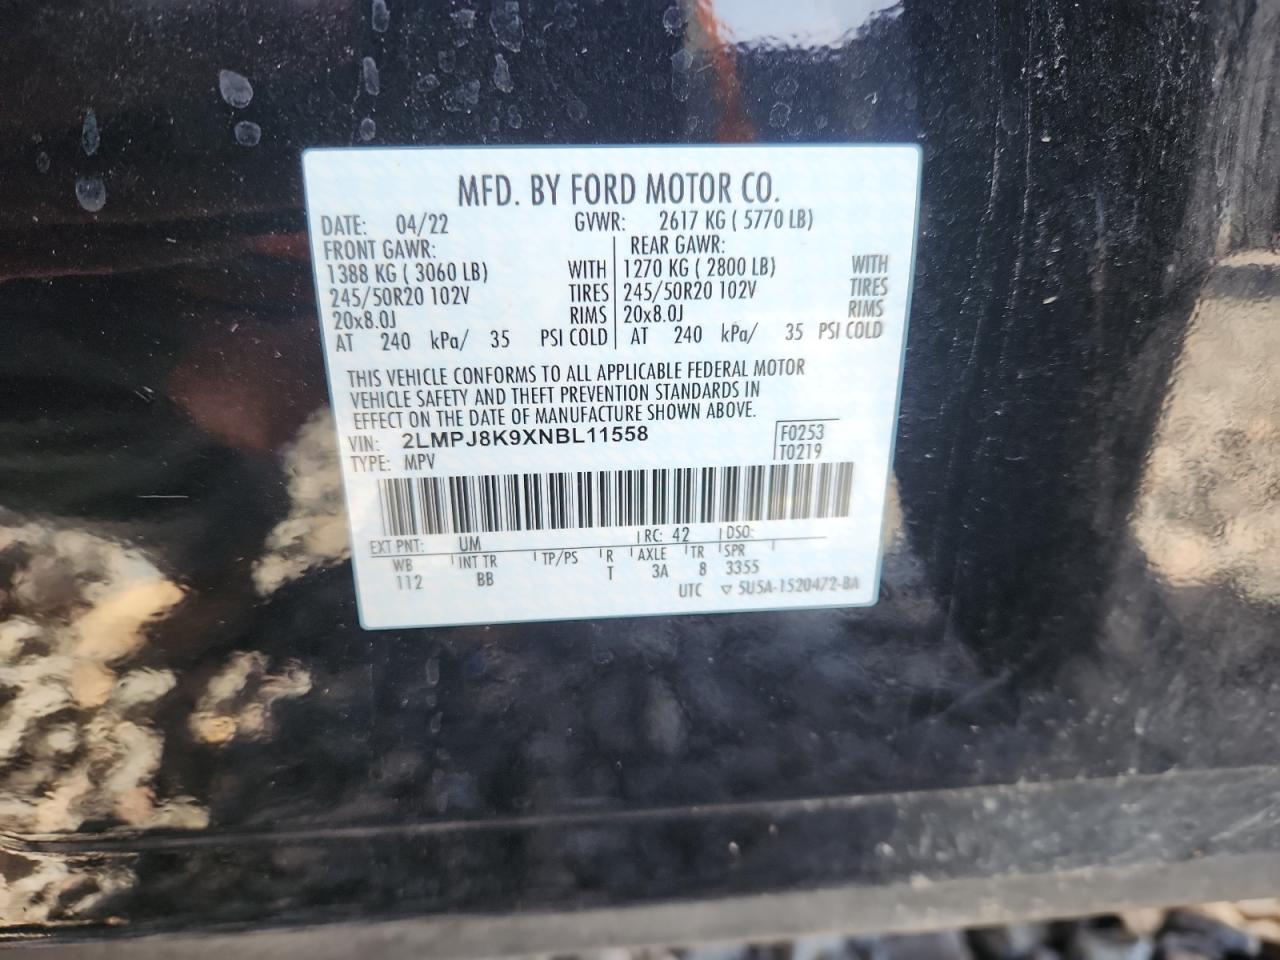 MFD. BY FORD MOTOR CO.
DATE: 04/22 GVWR: 2617 KG ( 5770 LB)
FRONT GAWR: REAR GAWR:
1388 KG ( 3060 LB) WITH 1270 KG ( 2800 LB) WITH
245/50R20 102V TIRES 245/50R20 102V TIRES
20x8.0J RIMS 20x8.0J RIMS
AT 240 kPa/ 35 PSI COLD AT 240 kPa/ 35 PSI COLD
THIS VEHICLE CONFORMS TO ALL APPLICABLE FEDERAL MOTOR
VEHICLE SAFETY AND THEFT PREVENTION STANDARDS IN
EFFECT ON THE DATE OF MANUFACTURE SHOWN ABOVE.
VIN: 2LMPJ8K9XNBL11558 F0253
TYPE: MPV T0219
EXT PNT: UM RC: 42 DSO:
WB INT TR TP/PS R AXLE TR SPR
112 BB T 3A 8 3355
UTC ▽ 5U5A-1520472-BA